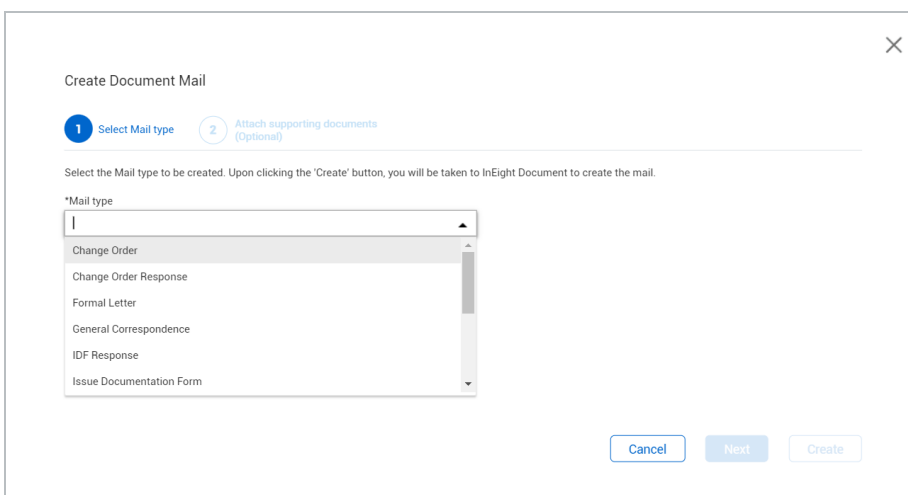 Create Document Mail
1 Select Mail type 2 Attach supporting documents
(Optional)
Select the Mail type to be created. Upon clicking the 'Create' button, you will be taken to InEight Document to create the mail.
*Mail type
Change Order
Change Order Response
Formal Letter
General Correspondence
IDF Response
Issue Documentation Form
Cancel Next Create